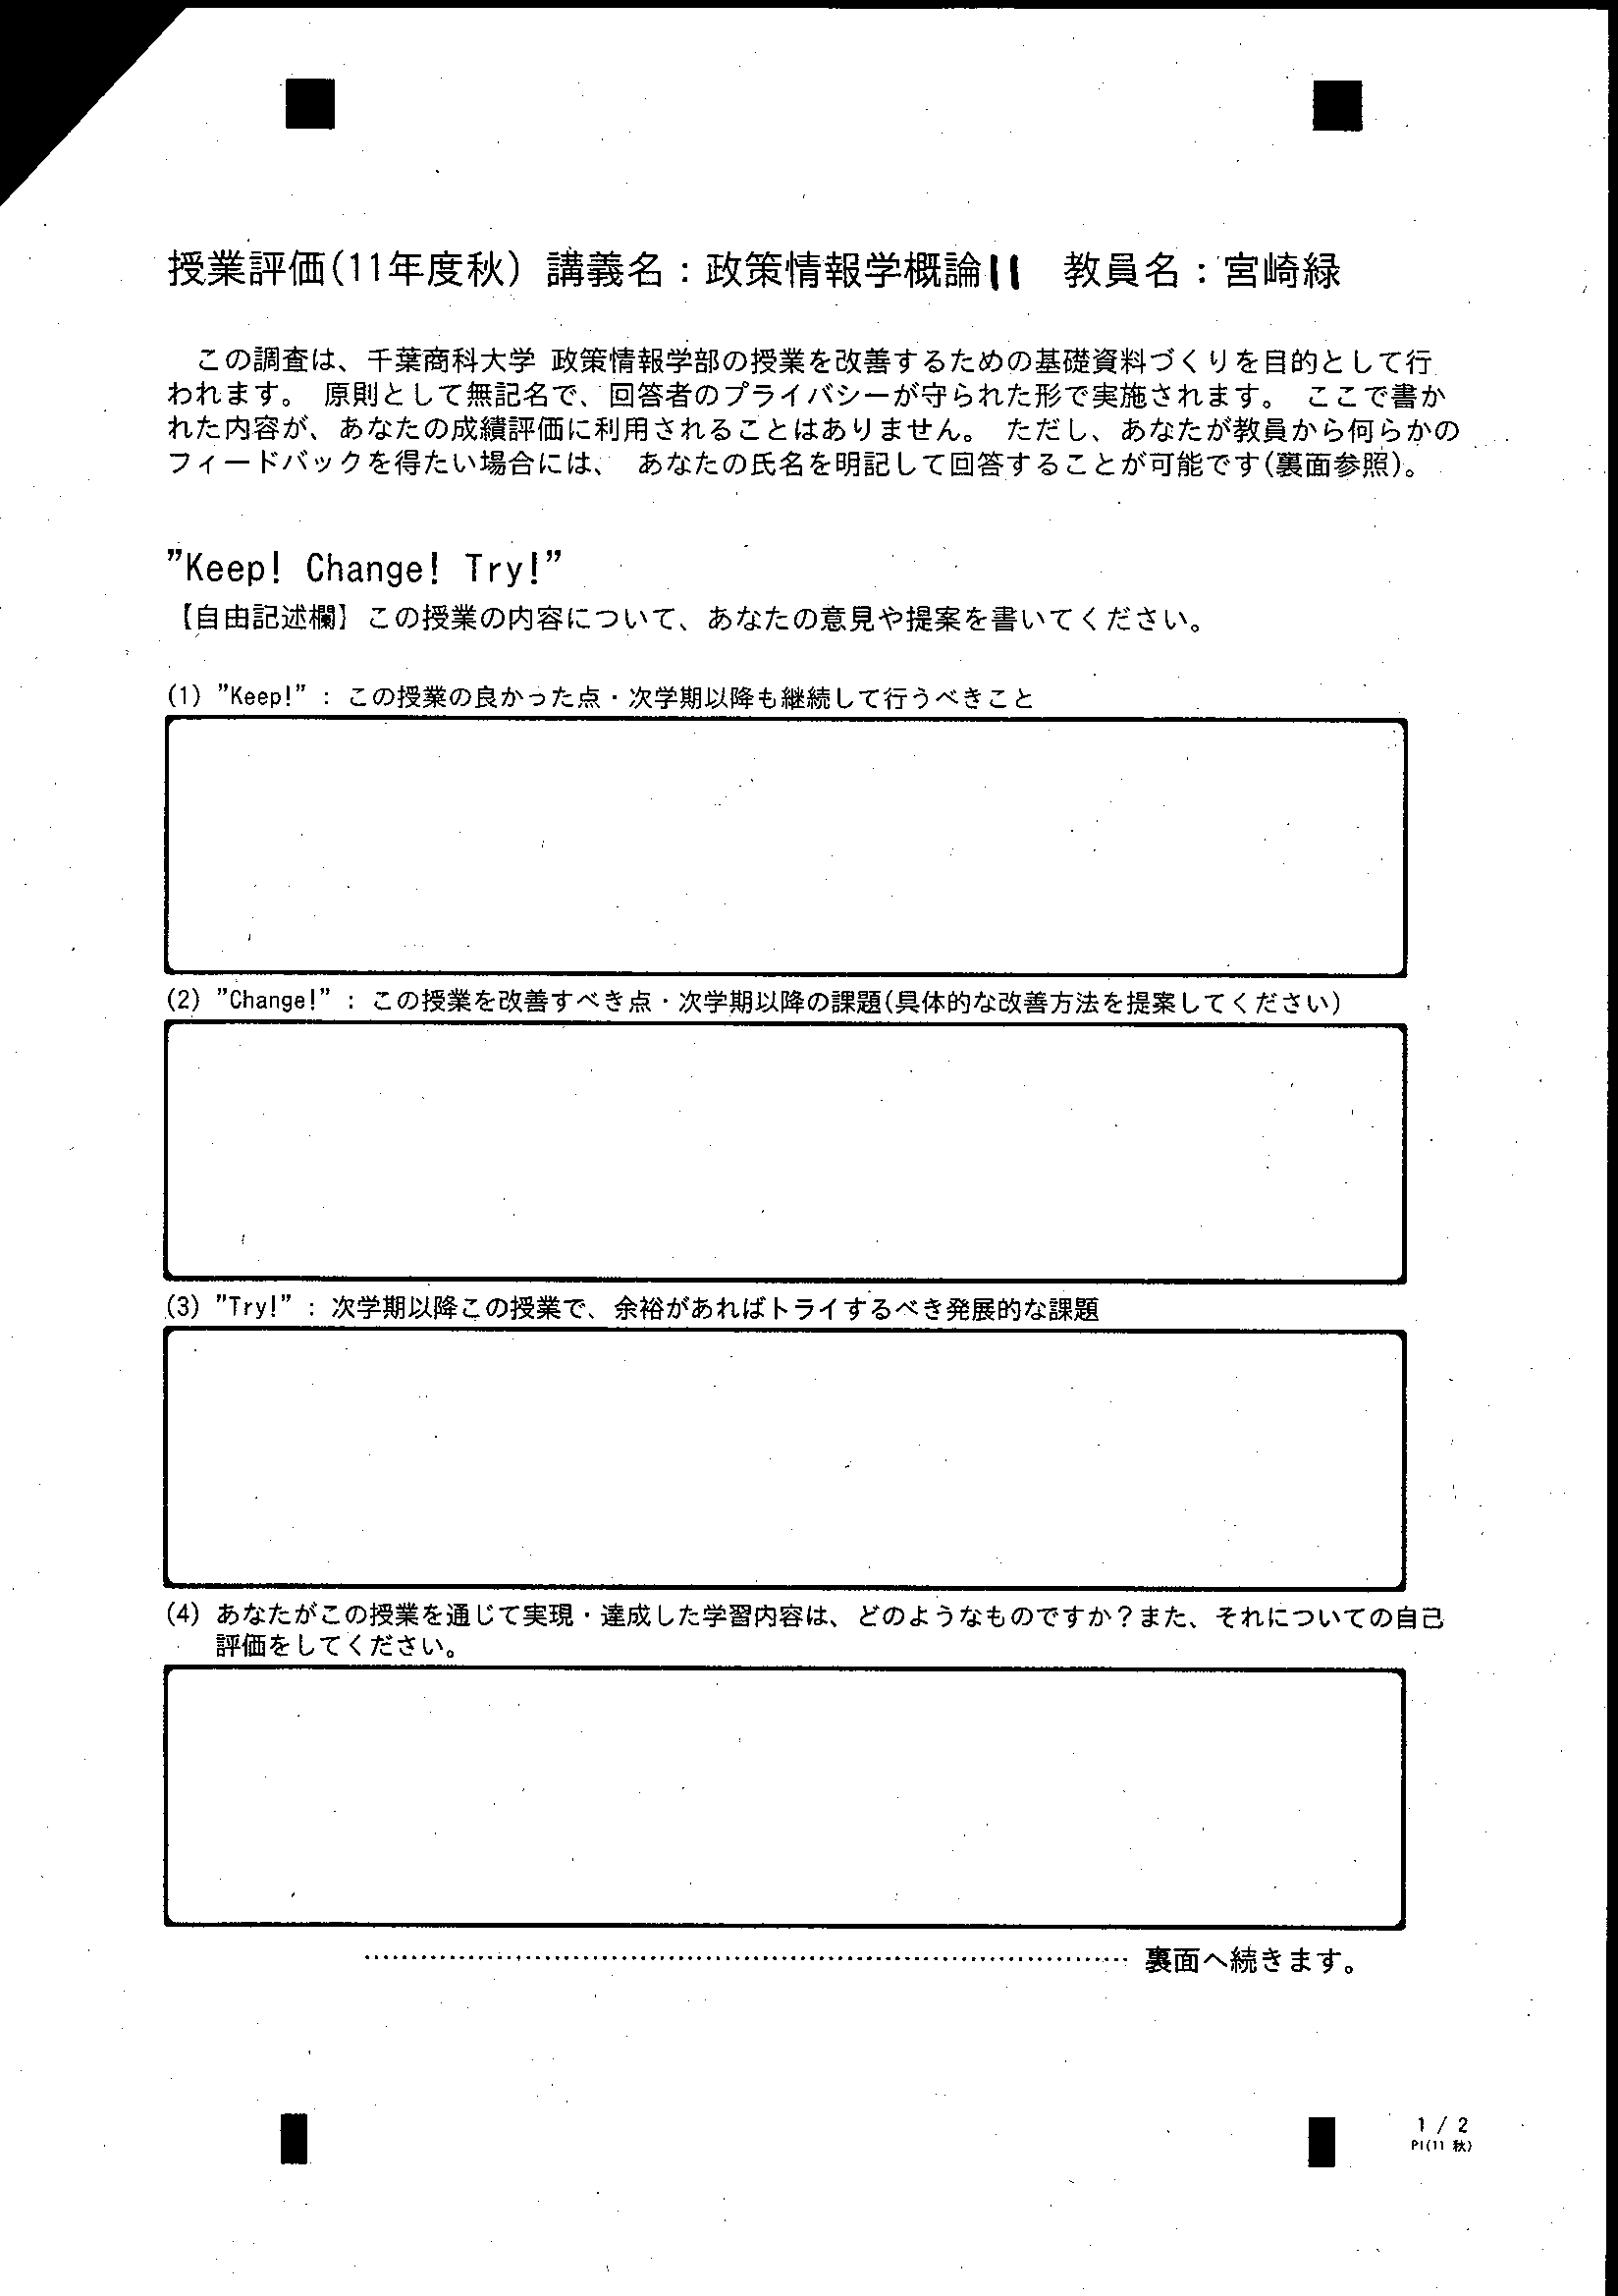 授業評価(11年度秋) 講義名：政策情報学概論II 教員名：宮崎緑
この調査は、千葉商科大学 政策情報学部の授業を改善するための基礎資料づくりを目的として行
われます。 原則として無記名で、回答者のプライバシーが守られた形で実施されます。 ここで書か
れた内容が、あなたの成績評価に利用されることはありません。 ただし、あなたが教員から何らかの
フィードバックを得たい場合には、 あなたの氏名を明記して回答することが可能です(裏面参照)。
"Keep! Change! Try!"
【自由記述欄】この授業の内容について、あなたの意見や提案を書いてください。
(1) "Keep!" : この授業の良かった点・次学期以降も継続して行うべきこと
(2) "Change!" : この授業を改善すべき点・次学期以降の課題(具体的な改善方法を提案してください)
(3) "Try!" : 次学期以降この授業で、余裕があればトライするべき発展的な課題
(4) あなたがこの授業を通じて実現・達成した学習内容は、どのようなものですか？また、それについての自己
評価をしてください。
……………………………………………………………………… 裏面へ続きます。
1 / 2
PI(11 秋)